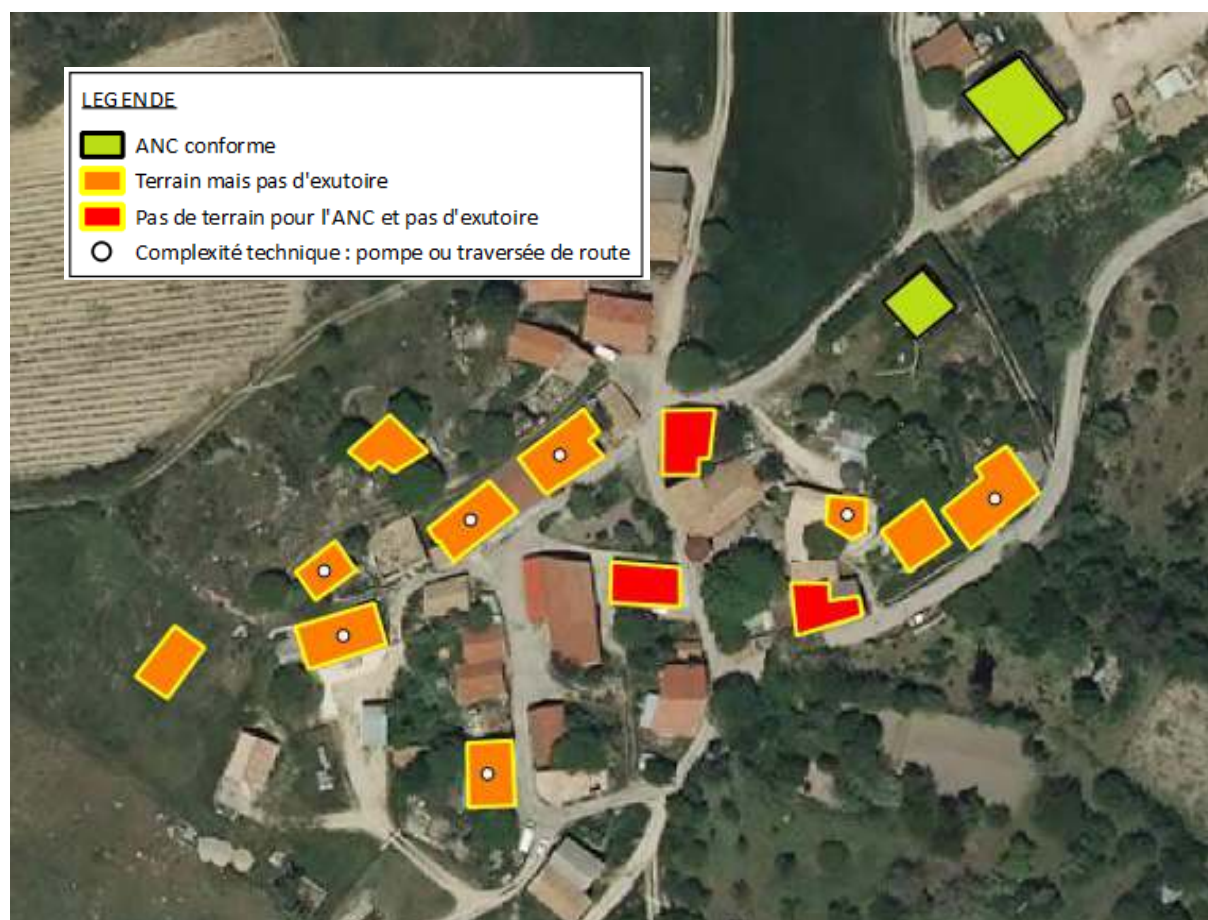 LEGENDE
ANC conforme
Terrain mais pas d'exutoire
Pas de terrain pour l'ANC et pas d'exutoire
Complexité technique : pompe ou traversée de route